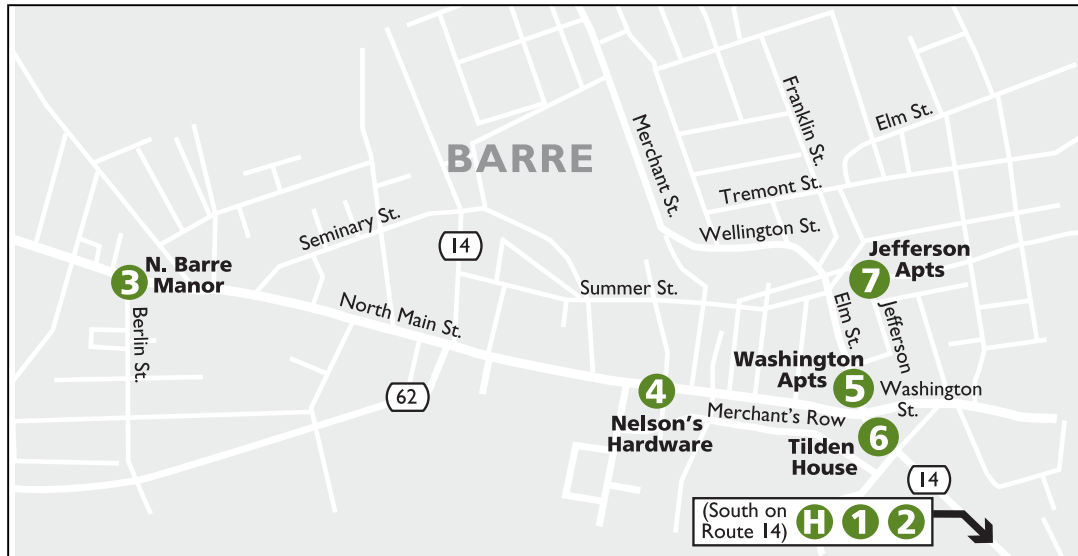 BARRE
Franklin St.
Elm St.
Merchant St.
Tremont St.
Wellington St.
Seminary St.
14
3
N. Barre
Manor
Jefferson
Apts
7
Summer St.
North Main St.
Berlin St.
Elm St.
Jefferson
62
4
Nelson's
Hardware
Washington
Apts
5
Washington
St.
Merchant's Row
6
Tilden
House
14
(South on
Route 14)
H 1 2